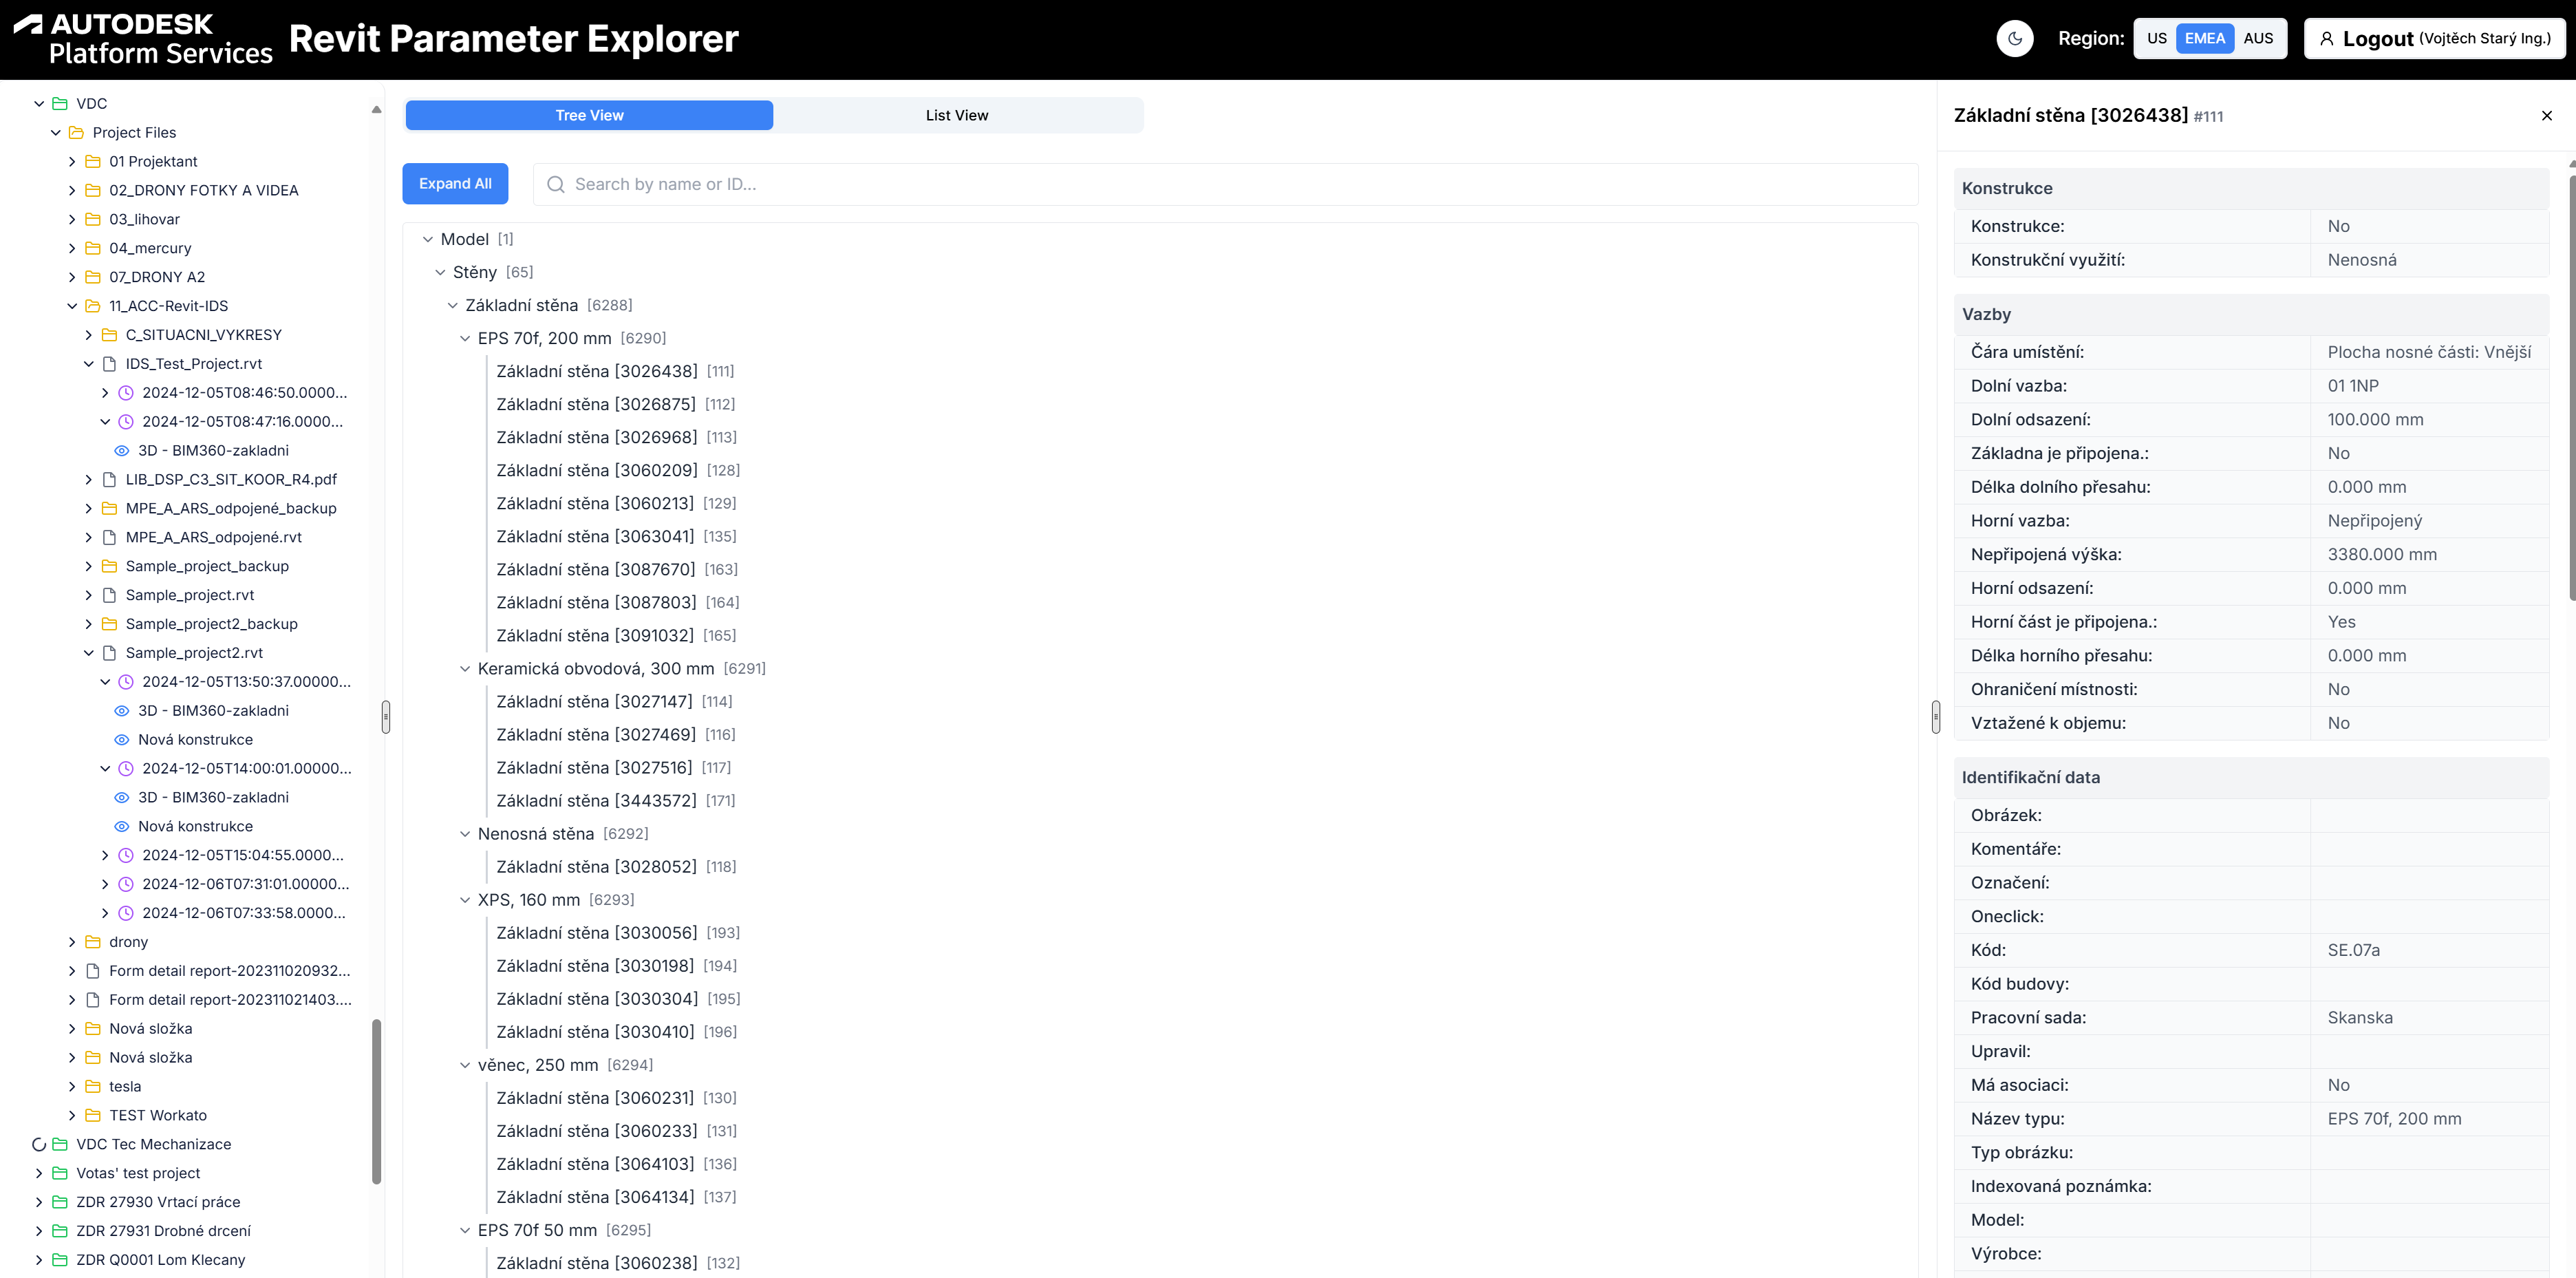 AUTODESK
Platform Services
Revit Parameter Explorer
Region: US EMEA AUS
Logout (Vojtěch Starý Ing.)
VDC
Project Files
01 Projektant
02_DRONY FOTKY A VIDEA
03_lihovar
04_mercury
07_DRONY A2
11_ACC-Revit-IDS
C_SITUACNI_VYKRESY
IDS_Test_Project.rvt
2024-12-05T08:46:50.0000...
2024-12-05T08:47:16.0000...
3D - BIM360-zakladni
LIB_DSP_C3_SIT_KOOR_R4.pdf
MPE_A_ARS_odpojené_backup
MPE_A_ARS_odpojené.rvt
Sample_project_backup
Sample_project.rvt
Sample_project2_backup
Sample_project2.rvt
2024-12-05T13:50:37.00000...
3D - BIM360-zakladni
Nová konstrukce
2024-12-05T14:00:01.00000...
3D - BIM360-zakladni
Nová konstrukce
2024-12-05T15:04:55.0000...
2024-12-06T07:31:01.00000...
2024-12-06T07:33:58.0000...
drony
Form detail report-202311020932...
Form detail report-202311021403....
Nová složka
Nová složka
tesla
TEST Workato
VDC Tec Mechanizace
Votas' test project
ZDR 27930 Vrtací práce
ZDR 27931 Drobné drcení
ZDR Q0001 Lom Klecany
Tree View
List View
Expand All
Search by name or ID...
Model [1]
Stěny [65]
Základní stěna [6288]
EPS 70f, 200 mm [6290]
Základní stěna [3026438] [111]
Základní stěna [3026875] [112]
Základní stěna [3026968] [113]
Základní stěna [3060209] [128]
Základní stěna [3060213] [129]
Základní stěna [3063041] [135]
Základní stěna [3087670] [163]
Základní stěna [3087803] [164]
Základní stěna [3091032] [165]
Keramická obvodová, 300 mm [6291]
Základní stěna [3027147] [114]
Základní stěna [3027469] [116]
Základní stěna [3027516] [117]
Základní stěna [3443572] [171]
Nenosná stěna [6292]
Základní stěna [3028052] [118]
XPS, 160 mm [6293]
Základní stěna [3030056] [193]
Základní stěna [3030198] [194]
Základní stěna [3030304] [195]
Základní stěna [3030410] [196]
věnec, 250 mm [6294]
Základní stěna [3060231] [130]
Základní stěna [3060233] [131]
Základní stěna [3064103] [136]
Základní stěna [3064134] [137]
EPS 70f 50 mm [6295]
Základní stěna [3060238] [132]
Základní stěna [3026438] #111
Konstrukce
Konstrukce: No
Konstrukční využití: Nenosná
Vazby
Čára umístění: Plocha nosné části: Vnější
Dolní vazba: 01 1NP
Dolní odsazení: 100.000 mm
Základna je připojena.: No
Délka dolního přesahu: 0.000 mm
Horní vazba: Nepřipojený
Nepřipojená výška: 3380.000 mm
Horní odsazení: 0.000 mm
Horní část je připojena.: Yes
Délka horního přesahu: 0.000 mm
Ohraničení místnosti: No
Vztažené k objemu: No
Identifikační data
Obrázek:
Komentáře:
Označení:
Oneclick:
Kód: SE.07a
Kód budovy:
Pracovní sada: Skanska
Upravil:
Má asociaci: No
Název typu: EPS 70f, 200 mm
Typ obrázku:
Indexovaná poznámka:
Model:
Výrobce: